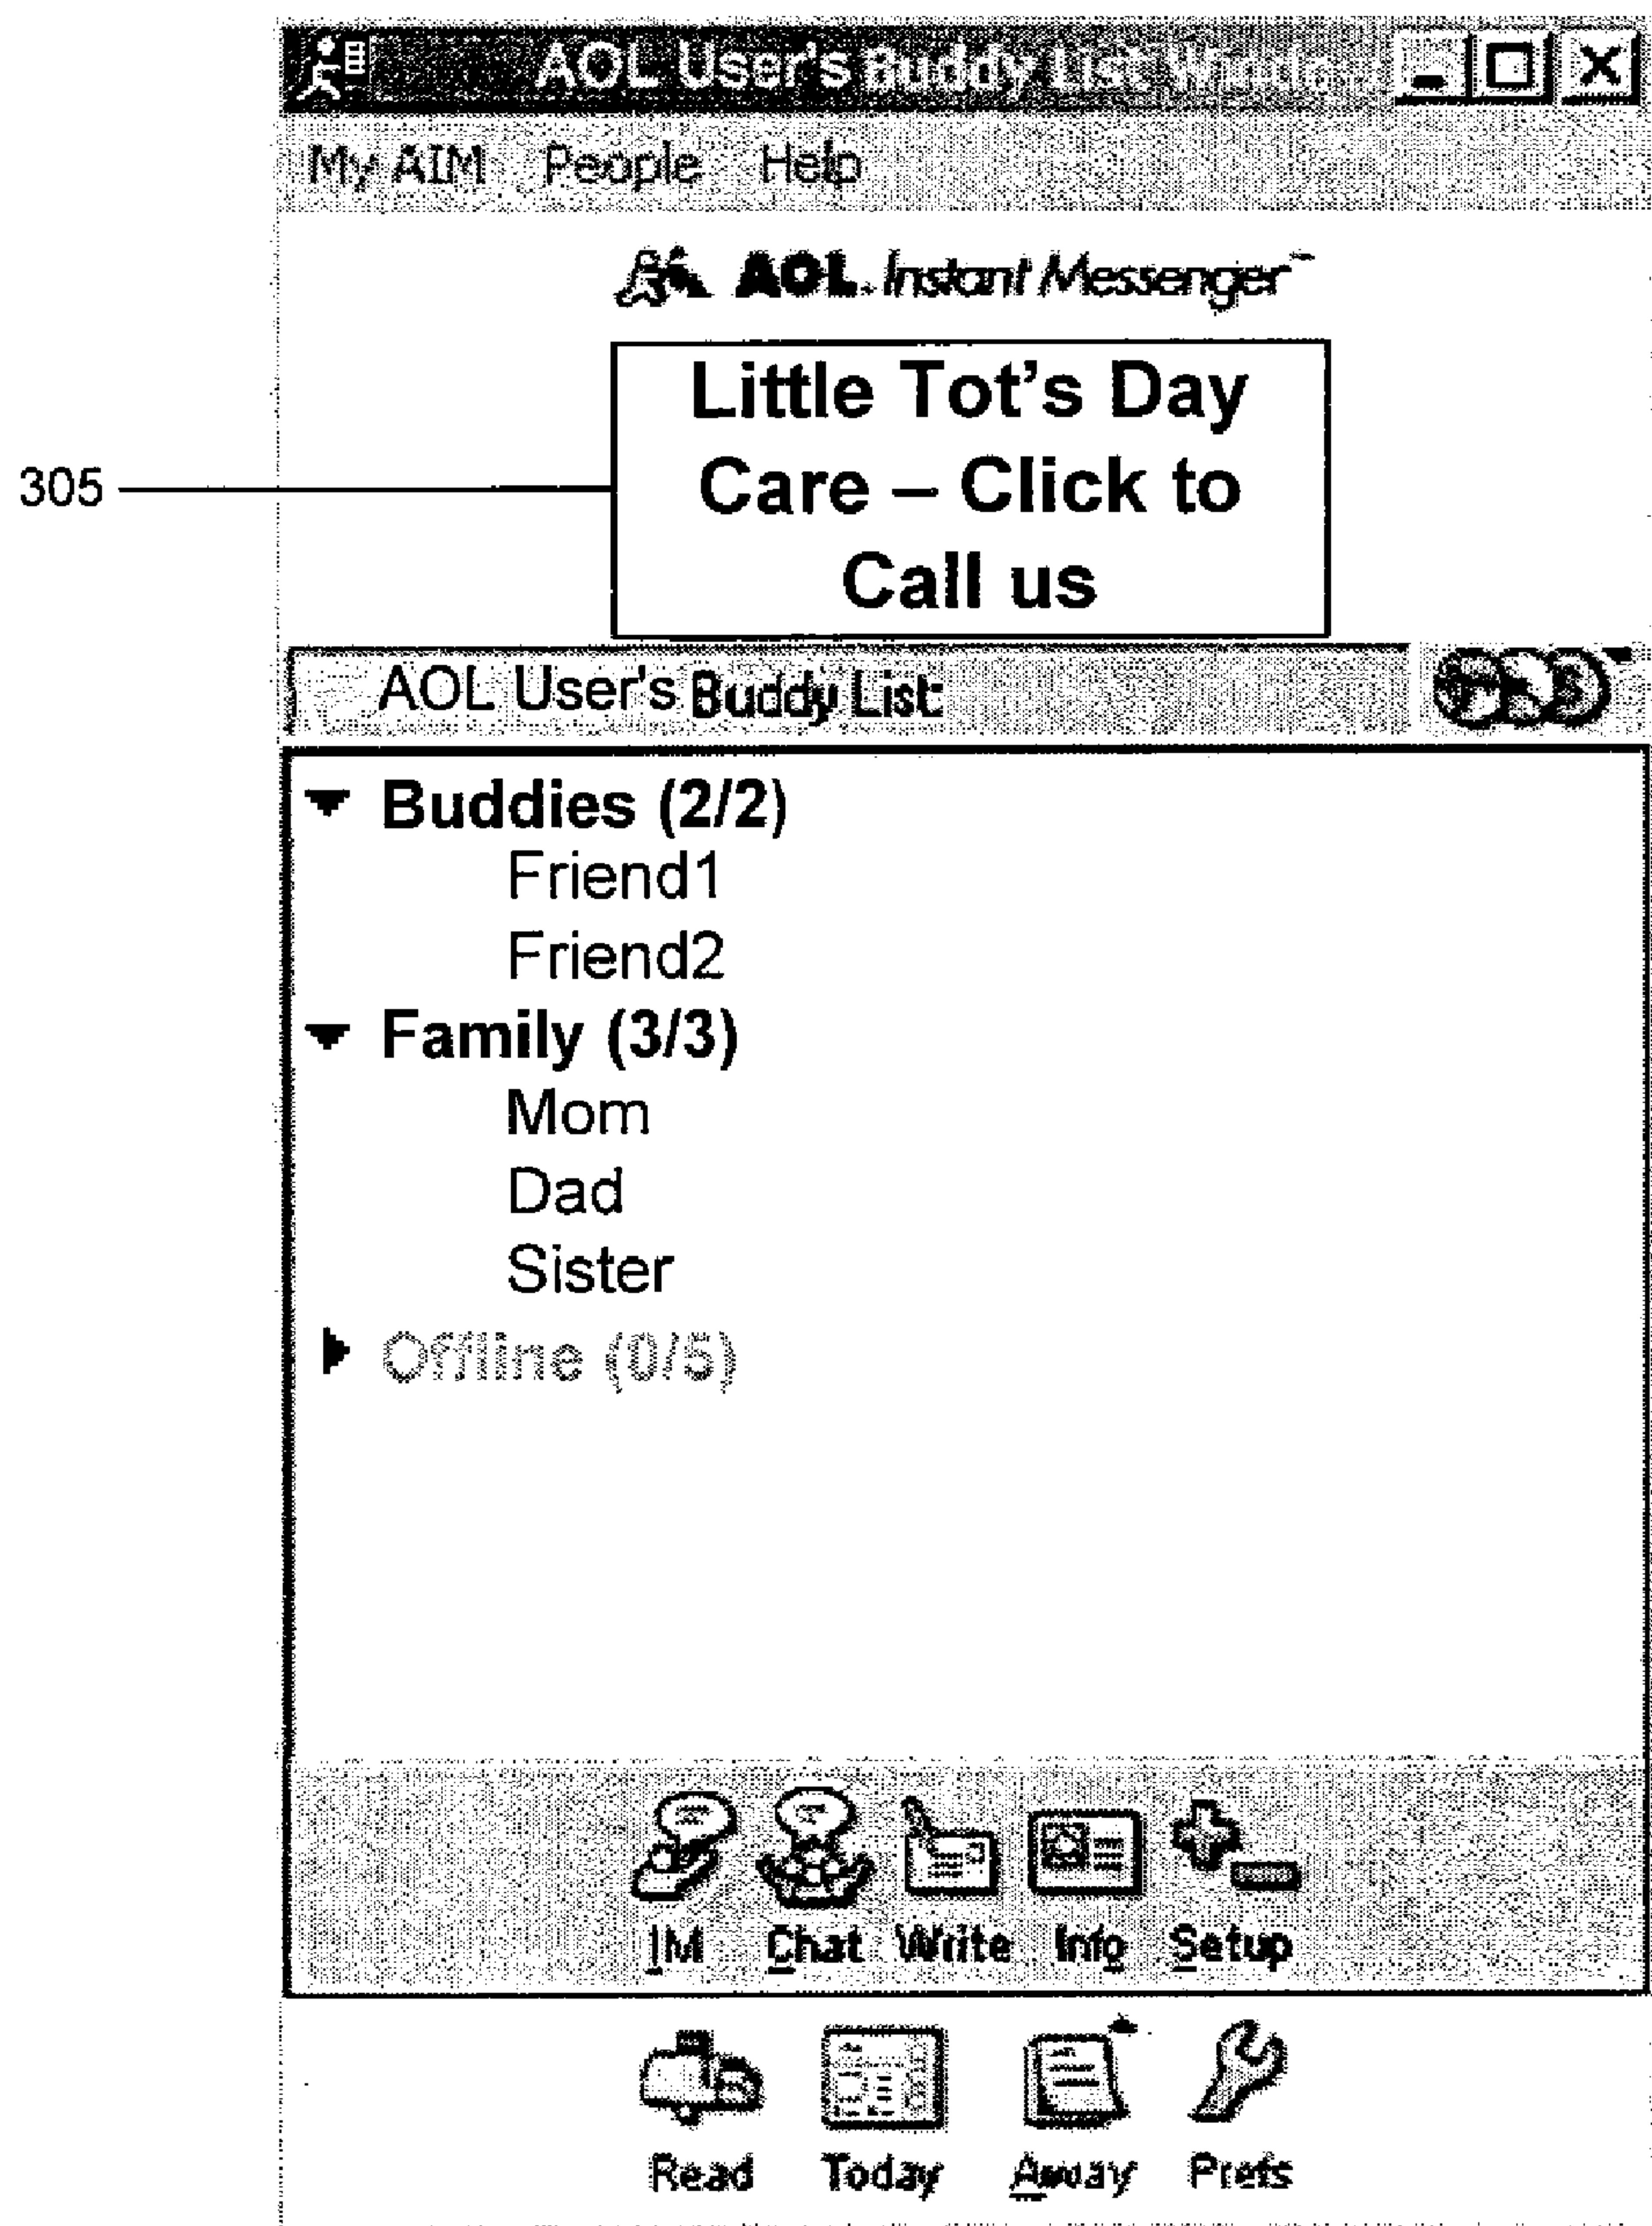 AOL User's Buddy List Windo
My AIM People Help
AOL Instant Messenger™
Little Tot's Day
Care – Click to
Call us
305
AOL User's Buddy List
Buddies (2/2)
Friend1
Friend2
Family (3/3)
Mom
Dad
Sister
Offline (0/5)
IM Chat Write Info Setup
Read Today Away Prefs